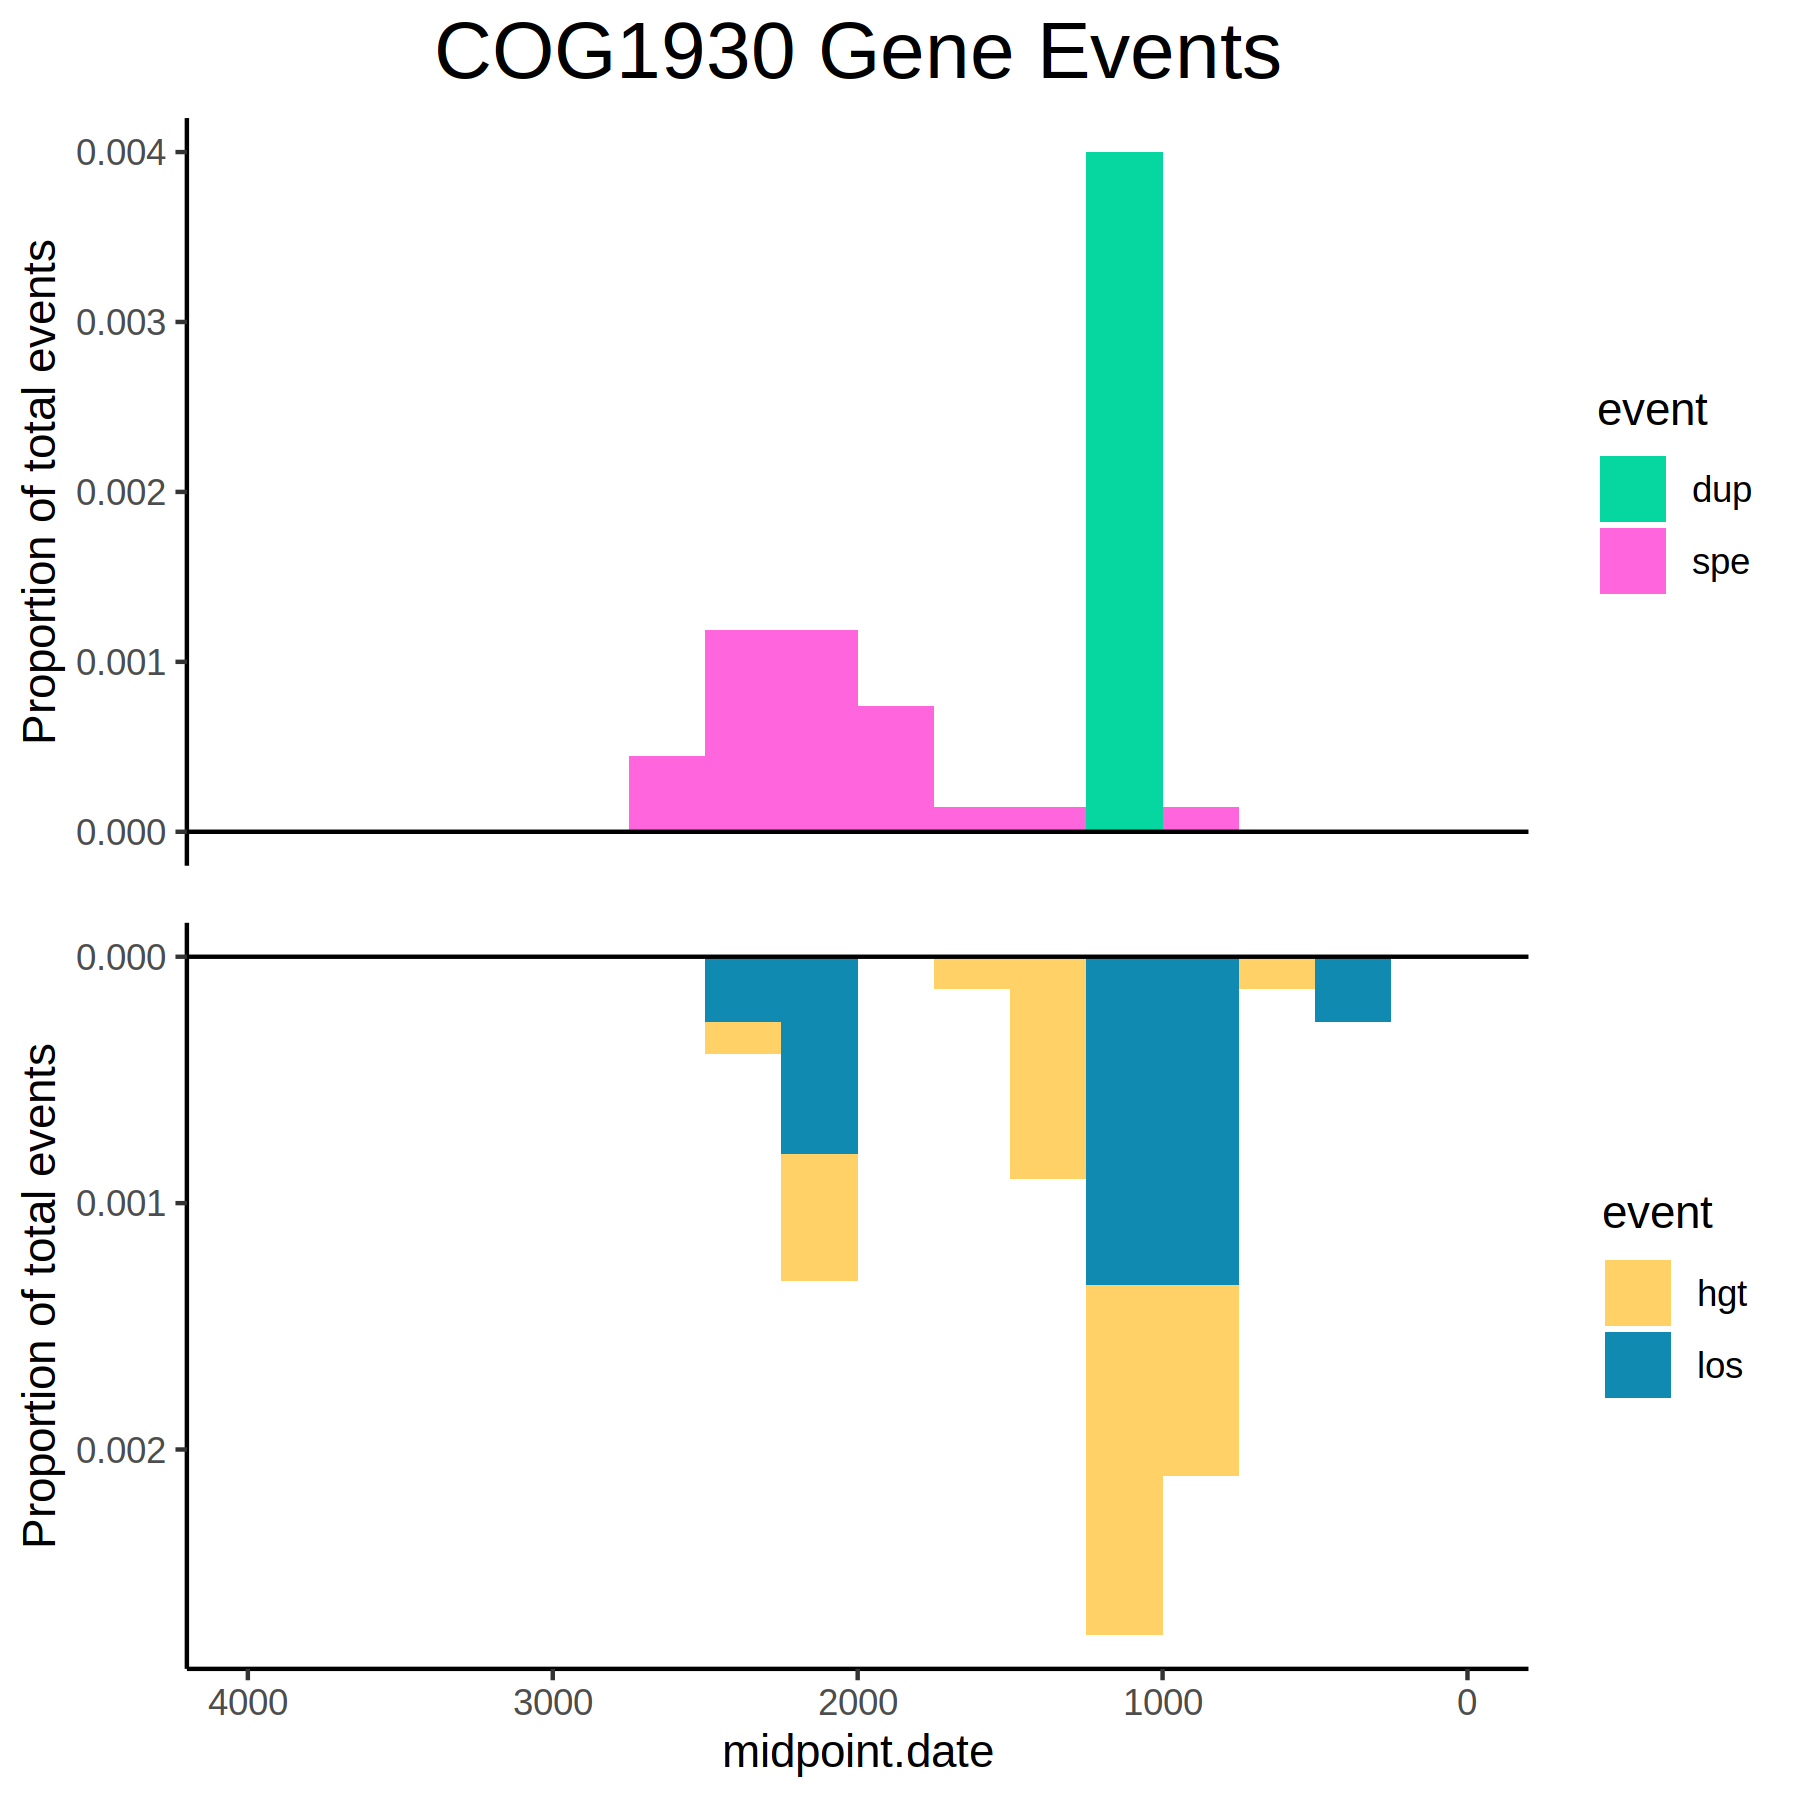 COG1930 Gene Events
Proportion of total events
0.004
0.003
0.002
0.001
0.000
event
dup
spe
Proportion of total events
0.000
0.001
0.002
event
hgt
los
4000 3000 2000 1000 0
midpoint.date